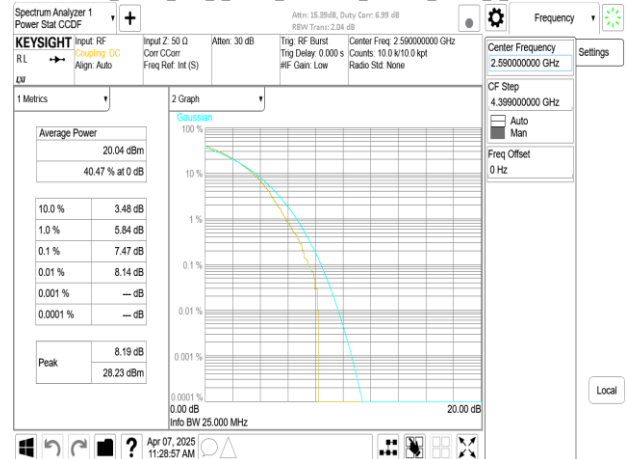 Spectrum Analyzer 1
Power Stat CCDF
Attn: 15.39dB, Duty Corr: 6.99 dB
RBW Trans: 2.04 dB
Frequency
KEYSIGHT
RL
LXI
Input: RF
Coupling: DC
Align: Auto
Input Z: 50 Ω
Corr CCorr
Freq Ref: Int (S)
Atten: 30 dB
Trig: RF Burst
Trig Delay: 0.000 s
#IF Gain: Low
Center Freq: 2.590000000 GHz
Counts: 10.0 k/10.0 kpt
Radio Std: None
Center Frequency
2.590000000 GHz
Settings
CF Step
4.399000000 GHz
Auto
Man
Freq Offset
0 Hz
1 Metrics
Average Power
20.04 dBm
40.47 % at 0 dB
10.0 % 3.48 dB
1.0 % 5.84 dB
0.1 % 7.47 dB
0.01 % 8.14 dB
0.001 % --- dB
0.0001 % --- dB
Peak
8.19 dB
28.23 dBm
2 Graph
Gaussian
100 %
10 %
1 %
0.1 %
0.01 %
0.001 %
0.0001 %
0.00 dB 20.00 dB
Info BW 25.000 MHz
Local
?
Apr 07, 2025
11:28:57 AM